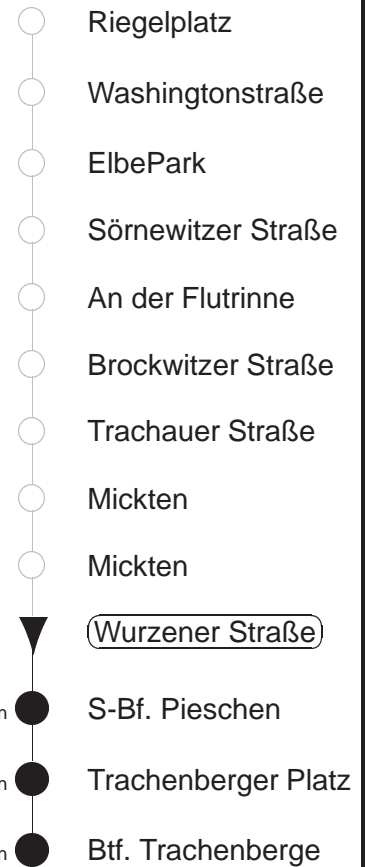 Riegelplatz
Washingtonstraße
ElbePark
Sörnewitzer Straße
An der Flutrinne
Brockwitzer Straße
Trachauer Straße
Mickten
Mickten
Wurzener Straße
S-Bf. Pieschen
Trachenberger Platz
Btf. Trachenberge